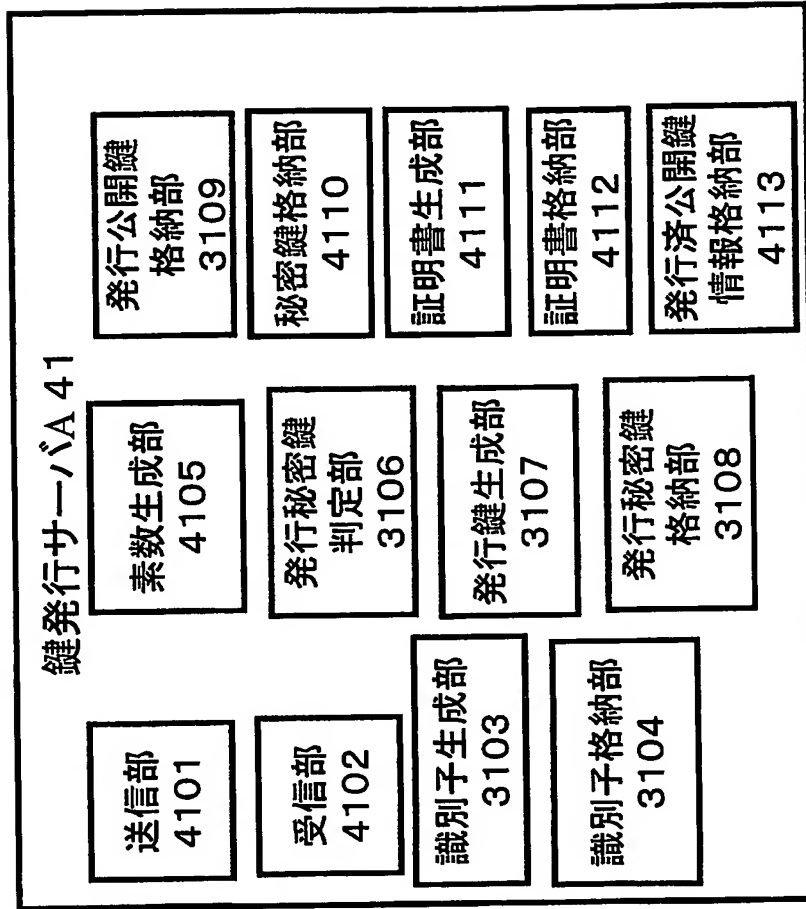 鍵発行サーバA 41
送信部
4101
受信部
4102
識別子生成部
3103
識別子格納部
3104
素数生成部
4105
発行秘密鍵
判定部
3106
発行鍵生成部
3107
発行秘密鍵
格納部
3108
発行公開鍵
格納部
3109
秘密鍵格納部
4110
証明書生成部
4111
証明書格納部
4112
発行済公開鍵
情報格納部
4113